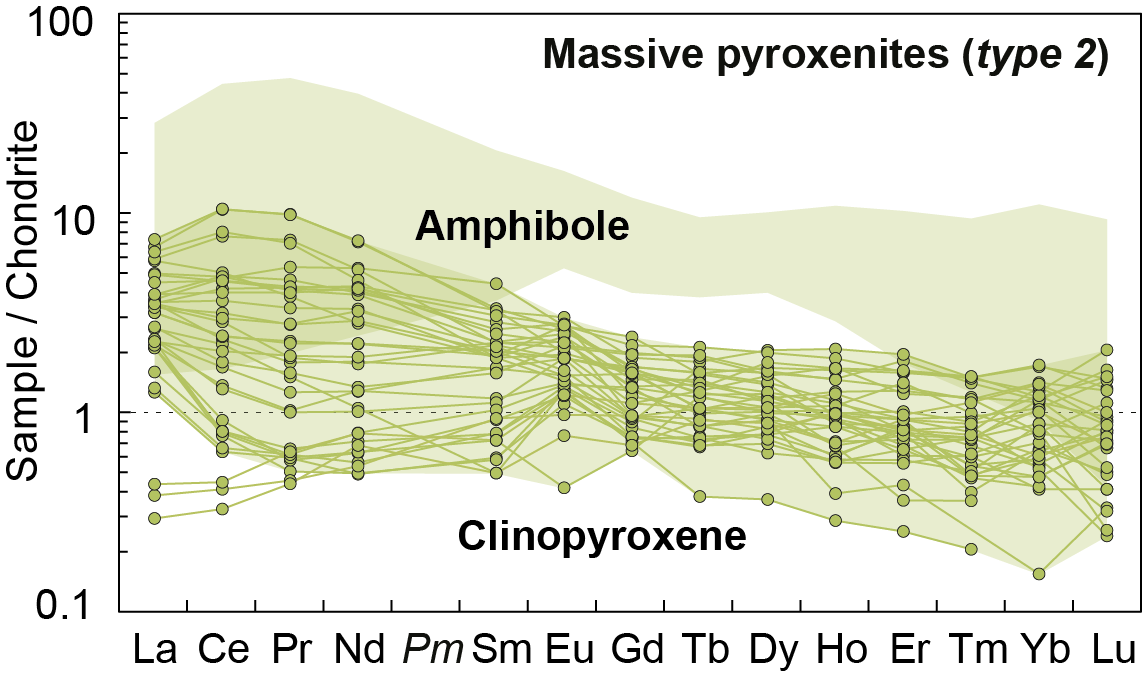 100
Massive pyroxenites (type 2)
Sample / Chondrite
10
Amphibole
1
Clinopyroxene
0.1
La Ce Pr Nd Pm Sm Eu Gd Tb Dy Ho Er Tm Yb Lu